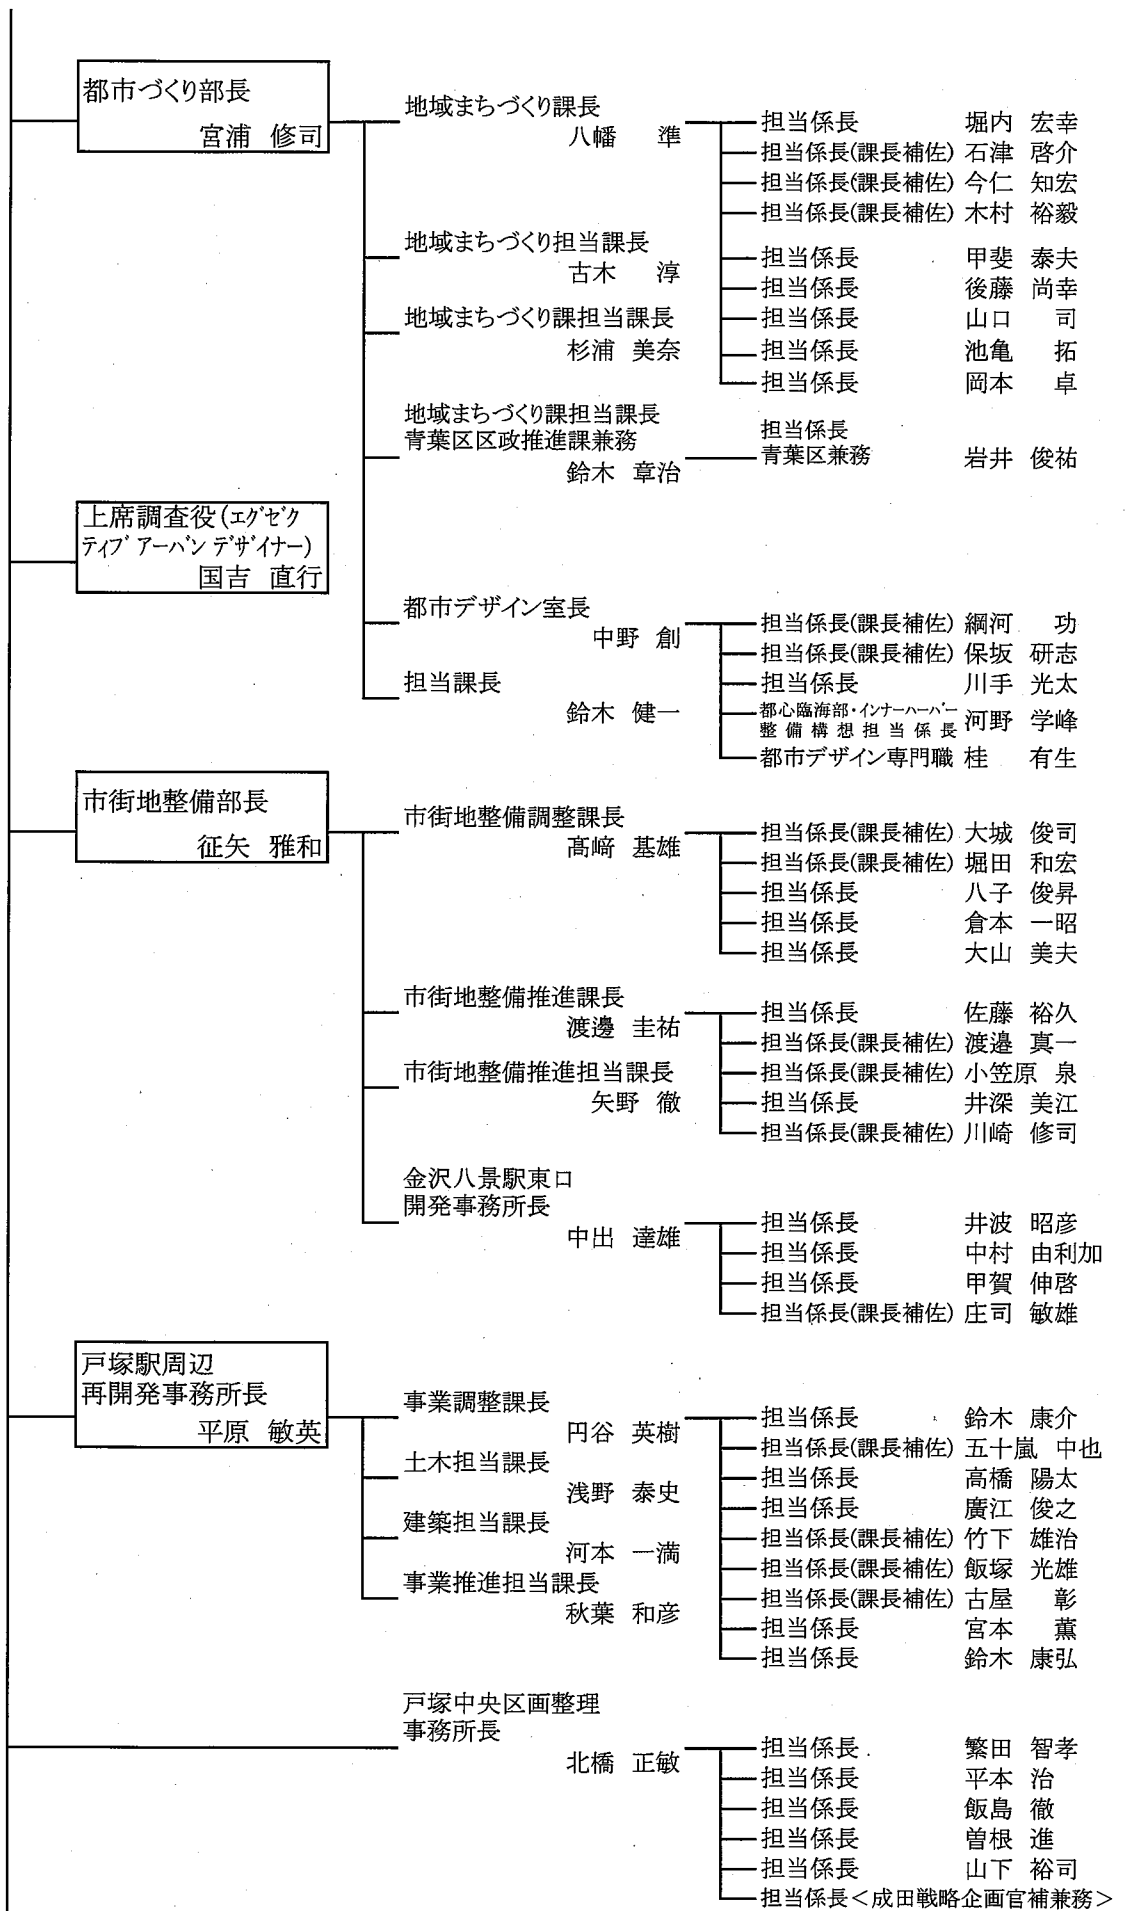 都市づくり部長
宮浦 修司
地域まちづくり課長
八幡 準
担当係長 堀内 宏幸
担当係長(課長補佐) 石津 啓介
担当係長(課長補佐) 今仁 知宏
担当係長(課長補佐) 木村 裕毅
地域まちづくり担当課長
古木 淳
担当係長 甲斐 泰夫
担当係長 後藤 尚幸
地域まちづくり課担当課長
杉浦 美奈
担当係長 山口 司
担当係長 池亀 拓
担当係長 岡本 卓
地域まちづくり課担当課長
青葉区区政推進課兼務
鈴木 章治
担当係長
青葉区兼務 岩井 俊祐
上席調査役(エグゼク
ティブ アーバン デザイナー)
国吉 直行
都市デザイン室長
中野 創
担当係長(課長補佐) 綱河 功
担当係長(課長補佐) 保坂 研志
担当課長
鈴木 健一
担当係長 川手 光太
都心臨海部・インナーハーバー
整備構想担当係長 河野 学峰
都市デザイン専門職 桂 有生
市街地整備部長
征矢 雅和
市街地整備調整課長
髙﨑 基雄
担当係長(課長補佐) 大城 俊司
担当係長(課長補佐) 堀田 和宏
担当係長 八子 俊昇
担当係長 倉本 一昭
担当係長 大山 美夫
市街地整備推進課長
渡邊 圭祐
担当係長 佐藤 裕久
担当係長(課長補佐) 渡邉 真一
市街地整備推進担当課長
矢野 徹
担当係長(課長補佐) 小笠原 泉
担当係長 井深 美江
担当係長(課長補佐) 川崎 修司
金沢八景駅東口
開発事務所長
中出 達雄
担当係長 井波 昭彦
担当係長 中村 由利加
担当係長 甲賀 伸啓
担当係長(課長補佐) 庄司 敏雄
戸塚駅周辺
再開発事務所長
平原 敏英
事業調整課長
円谷 英樹
担当係長 鈴木 康介
担当係長(課長補佐) 五十嵐 中也
土木担当課長
浅野 泰史
担当係長 高橋 陽太
担当係長 廣江 俊之
建築担当課長
河本 一満
担当係長(課長補佐) 竹下 雄治
担当係長(課長補佐) 飯塚 光雄
事業推進担当課長
秋葉 和彦
担当係長(課長補佐) 古屋 彰
担当係長 宮本 薫
担当係長 鈴木 康弘
戸塚中央区画整理
事務所長
北橋 正敏
担当係長 繁田 智孝
担当係長 平本 治
担当係長 飯島 徹
担当係長 曽根 進
担当係長 山下 裕司
担当係長<成田戦略企画官補兼務>